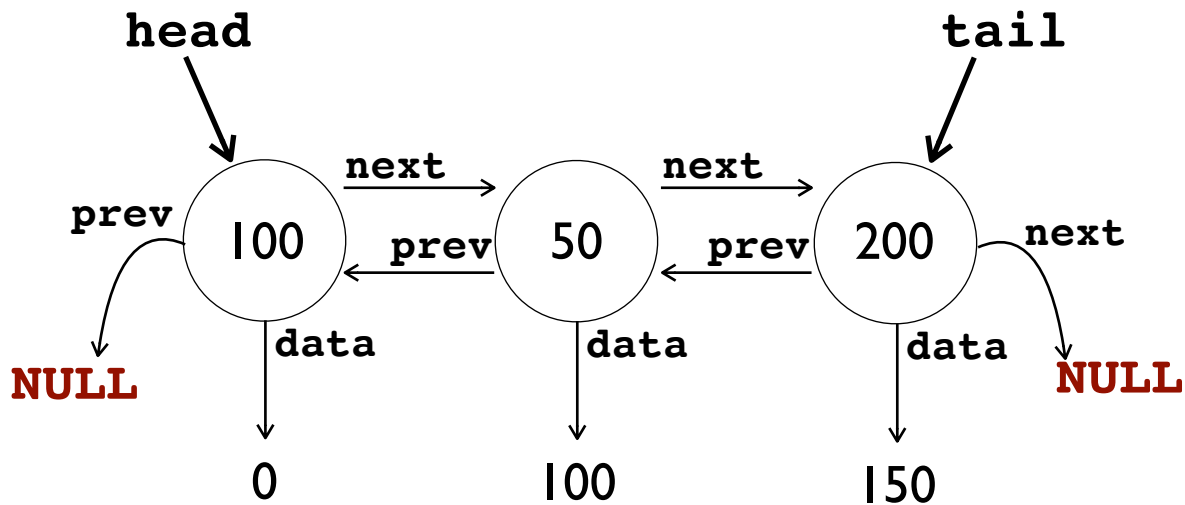 head tail
next next
prev 100 prev 50 prev 200 next
data data data
NULL NULL
0 100 150